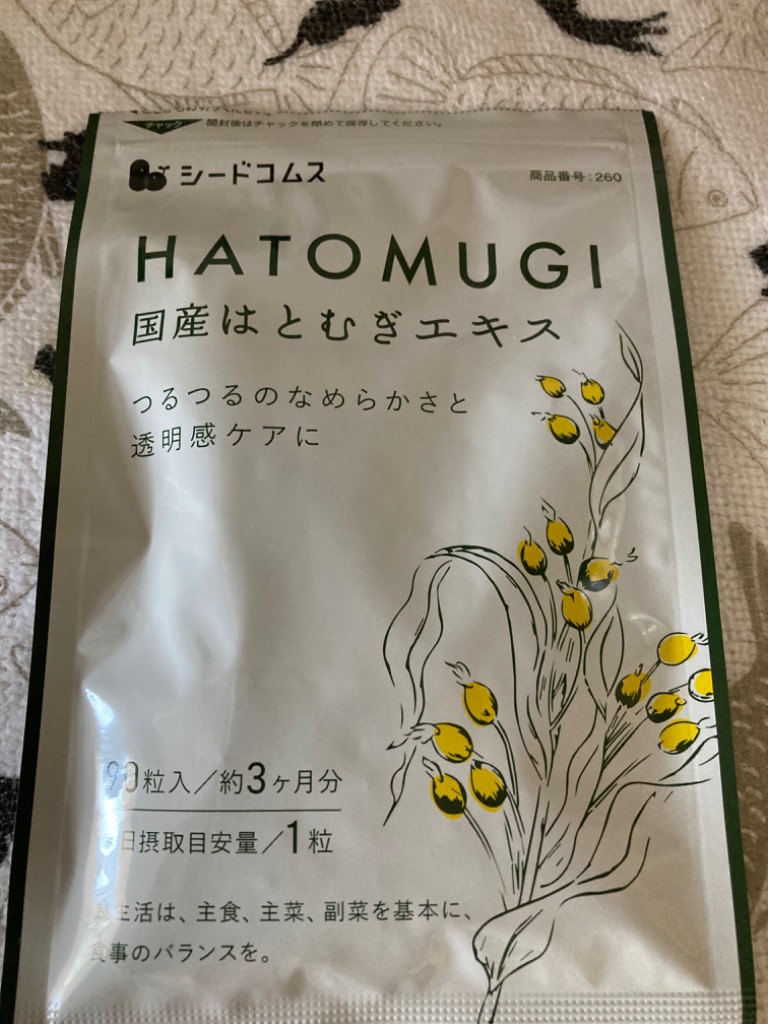 チャック
開封後はチャックを閉めて保存してください。
シードコムス
商品番号:260
HATOMUGI
国産はとむぎエキス
つるつるのなめらかさと
透明感ケアに
90粒入/約3ヶ月分
1日摂取目安量/1粒
食生活は、主食、主菜、副菜を基本に、
食事のバランスを。